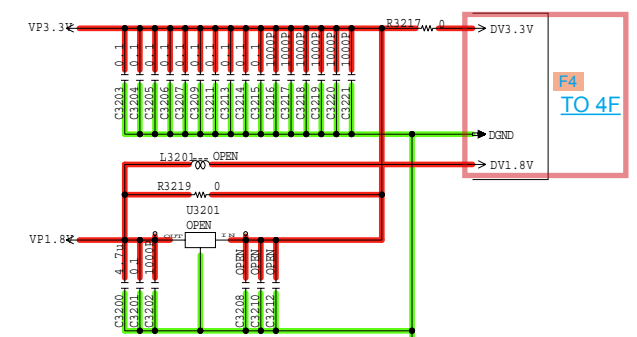 VP3.3V
R3217 0
DV3.3V
0.1 0.1 0.1 0.1 0.1 0.1 0.1 0.1 0.1 0.1 1000P 1000P 1000P 1000P 1000P 1000P
C3203 C3204 C3205 C3206 C3207 C3209 C3211 C3213 C3214 C3215 C3216 C3217 C3218 C3219 C3220 C3221
F4
TO 4F
DGND
L3201 OPEN
DV1.8V
R3219 0
U3201
OPEN
VP1.8V
OUT IN
4.7u 0.1 1000P OPEN OPEN OPEN
C3200 C3201 C3202 C3208 C3210 C3212